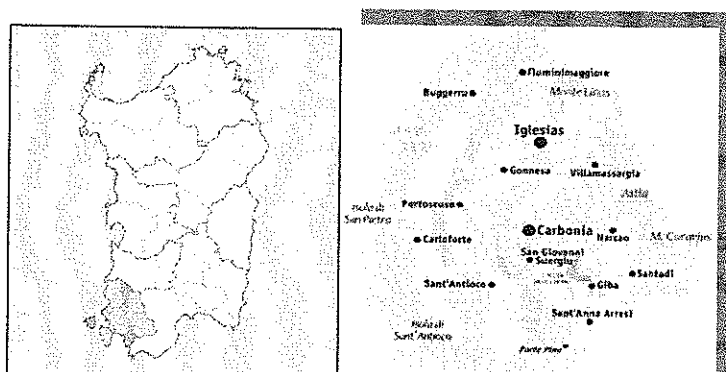 Fluminimaggiore
Buggerru
Monte Linas
Iglesias
Gonnesa
Villamassargia
Isola di
San Pietro
Portoscuso
Carloforte
Carbonia
Narcao
San Giovanni
Suergiu
Santadi
Sant'Antioco
Giba
Sant'Anna Arresi
Isola di
Sant'Antioco
Porto Pino